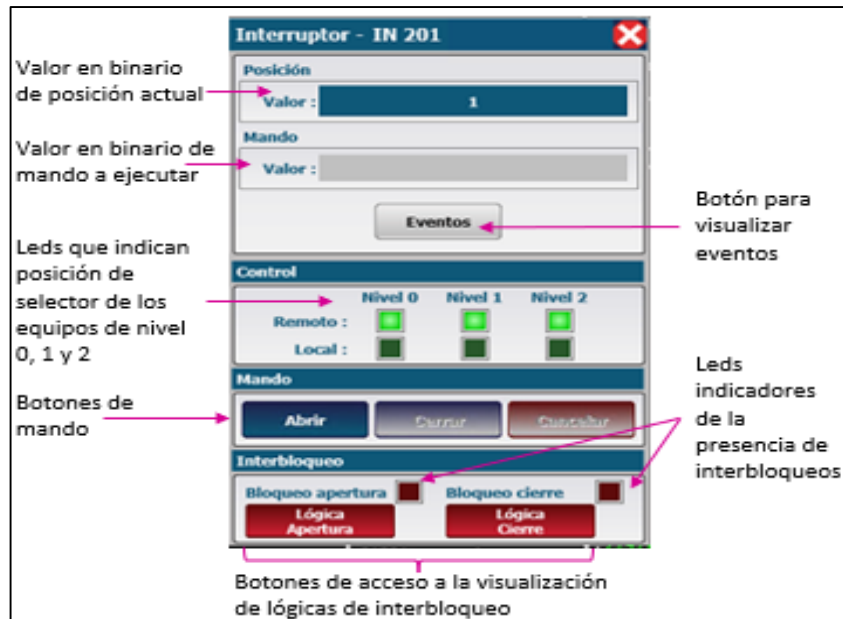 Interruptor - IN 201
Valor en binario
de posición actual
Posición
Valor :
1
Valor en binario de
mando a ejecutar
Mando
Valor :
Eventos
Botón para
visualizar
eventos
Leds que indican
posición de
selector de los
equipos de nivel
0, 1 y 2
Control
Nivel 0 Nivel 1 Nivel 2
Remoto :
Local :
Leds
indicadores
de la
presencia de
interbloqueos
Botones de
mando
Mando
Abrir Cerrar Cancelar
Interbloqueo
Bloqueo apertura Bloqueo cierre
Lógica
Apertura
Lógica
Cierre
Botones de acceso a la visualización
de lógicas de interbloqueo